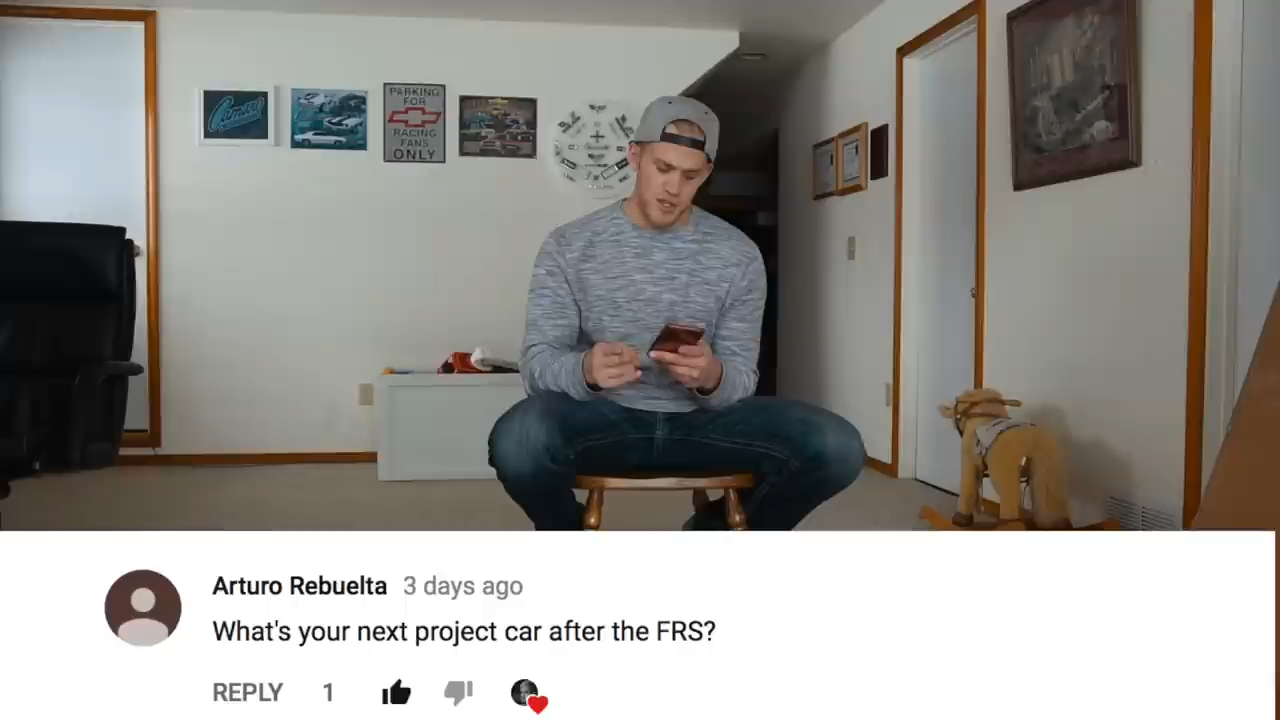 Camaro
PARKING
FOR
RACING
FANS
ONLY
Arturo Rebuelta 3 days ago
What's your next project car after the FRS?
REPLY 1